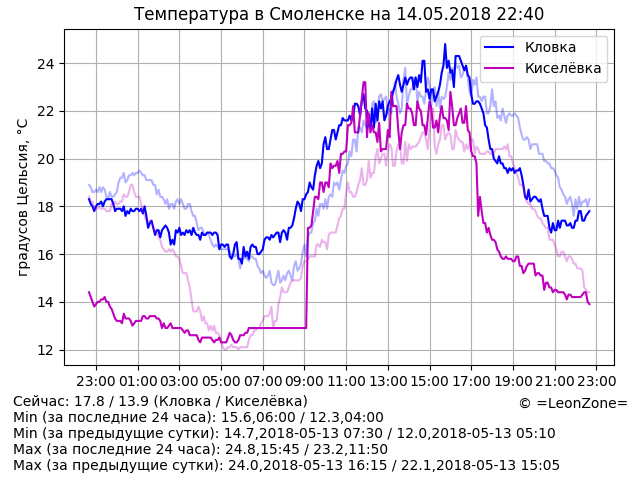 Температура в Смоленске на 14.05.2018 22:40
Кловка
Киселёвка
градусов Цельсия, °C
24
22
20
18
16
14
12
23:00 01:00 03:00 05:00 07:00 09:00 11:00 13:00 15:00 17:00 19:00 21:00 23:00
Сейчас: 17.8 / 13.9 (Кловка / Киселёвка)
© =LeonZone=
Min (за последние 24 часа): 15.6,06:00 / 12.3,04:00
Min (за предыдущие сутки): 14.7,2018-05-13 07:30 / 12.0,2018-05-13 05:10
Max (за последние 24 часа): 24.8,15:45 / 23.2,11:50
Max (за предыдущие сутки): 24.0,2018-05-13 16:15 / 22.1,2018-05-13 15:05